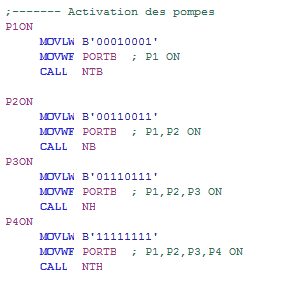 ;------- Activation des pompes
P1ON
MOVLW B'00010001'
MOVWF PORTB ; P1 ON
CALL NTB
P2ON
MOVLW B'00110011'
MOVWF PORTB ; P1,P2 ON
CALL NB
P3ON
MOVLW B'01110111'
MOVWF PORTB ; P1,P2,P3 ON
CALL NH
P4ON
MOVLW B'11111111'
MOVWF PORTB ; P1,P2,P3,P4 ON
CALL NTH